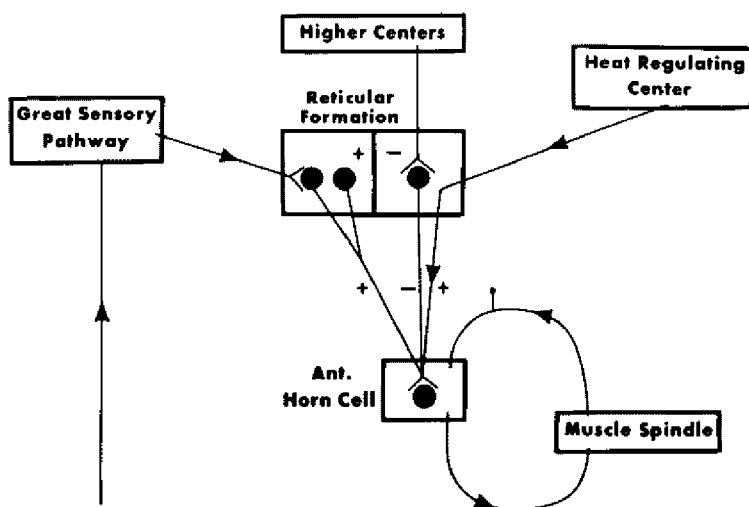 Higher Centers
Heat Regulating
Center
Reticular
Formation
Great Sensory
Pathway
+ −
+ − +
Ant.
Horn Cell
Muscle Spindle